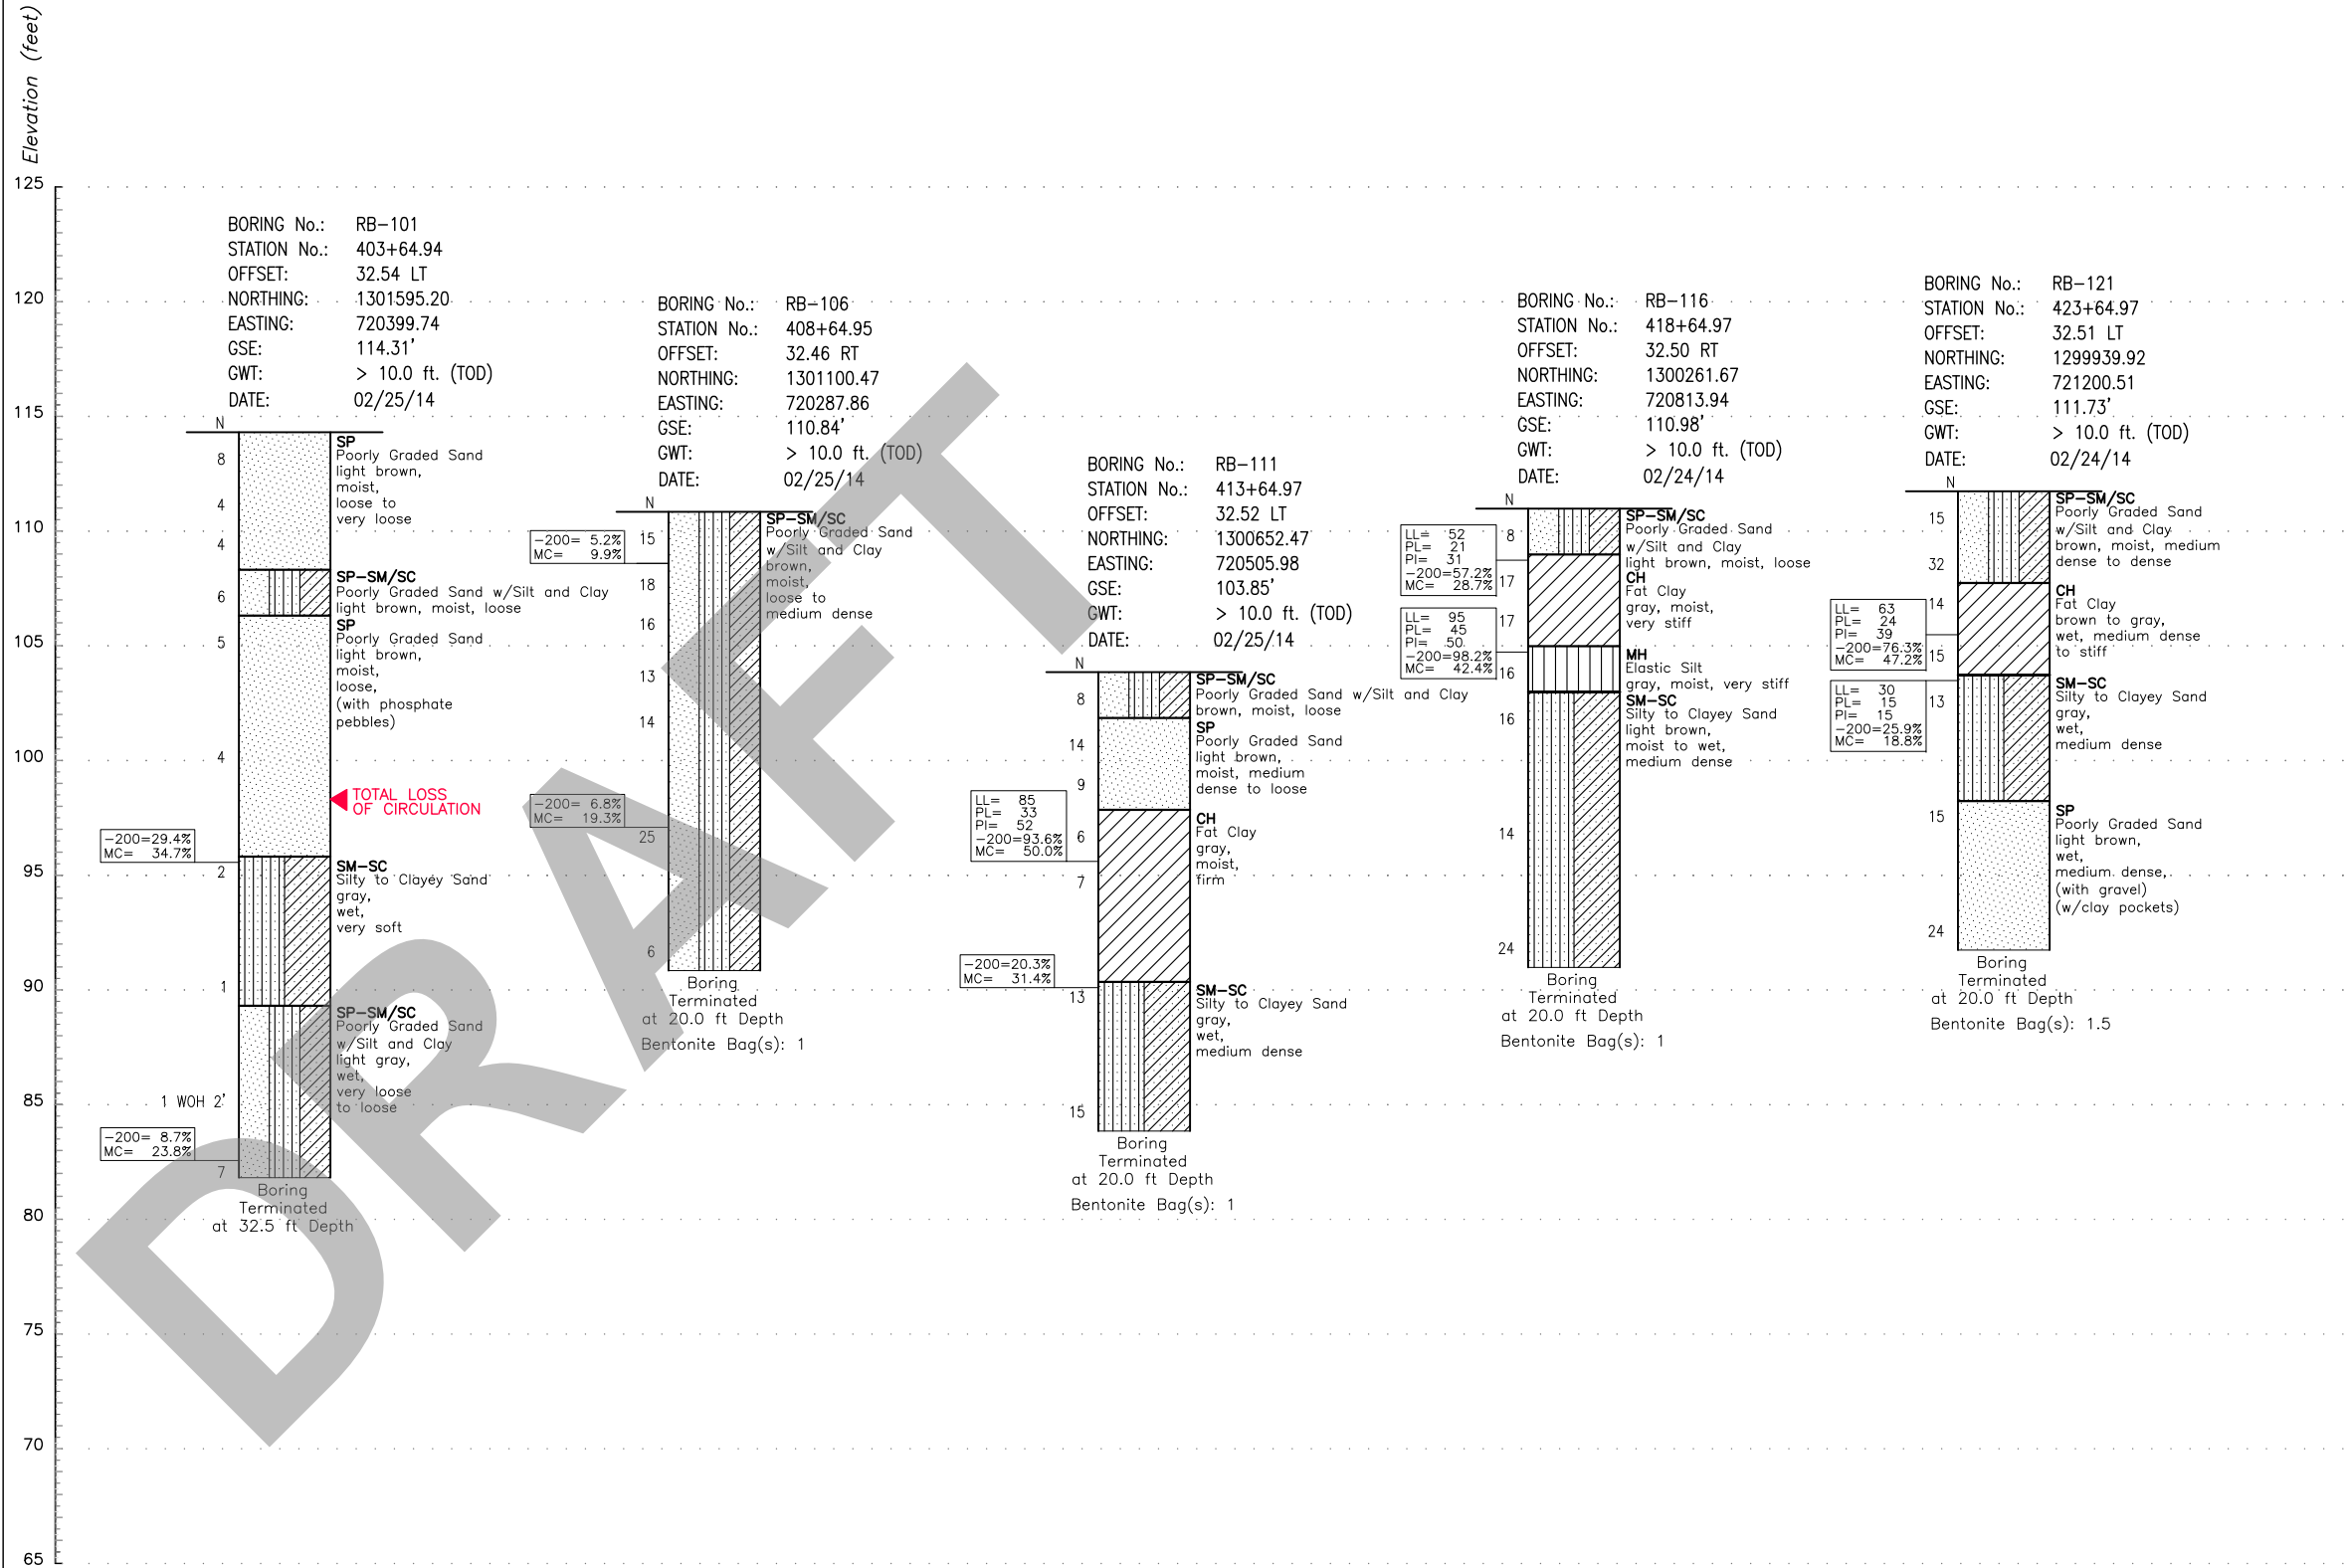 Elevation (feet)
125
120
115
110
105
100
95
90
85
80
75
70
65
BORING No.: RB-101
STATION No.: 403+64.94
OFFSET: 32.54 LT
NORTHING: 1301595.20
EASTING: 720399.74
GSE: 114.31'
GWT: > 10.0 ft. (TOD)
DATE: 02/25/14
N
8
4
4
6
5
4
2
1
1 WOH 2'
7
SP
Poorly Graded Sand
light brown,
moist,
loose to
very loose
SP-SM/SC
Poorly Graded Sand w/Silt and Clay
light brown, moist, loose
SP
Poorly Graded Sand
light brown,
moist,
loose,
(with phosphate
pebbles)
TOTAL LOSS
OF CIRCULATION
-200=29.4%
MC= 34.7%
SM-SC
Silty to Clayey Sand
gray,
wet,
very soft
SP-SM/SC
Poorly Graded Sand
w/Silt and Clay
light gray,
wet,
very loose
to loose
-200= 8.7%
MC= 23.8%
Boring
Terminated
at 32.5 ft Depth
BORING No.: RB-106
STATION No.: 408+64.95
OFFSET: 32.46 RT
NORTHING: 1301100.47
EASTING: 720287.86
GSE: 110.84'
GWT: > 10.0 ft. (TOD)
DATE: 02/25/14
N
15
18
16
13
14
25
6
-200= 5.2%
MC= 9.9%
SP-SM/SC
Poorly Graded Sand
w/Silt and Clay
brown,
moist,
loose to
medium dense
-200= 6.8%
MC= 19.3%
Boring
Terminated
at 20.0 ft Depth
Bentonite Bag(s): 1
BORING No.: RB-111
STATION No.: 413+64.97
OFFSET: 32.52 LT
NORTHING: 1300652.47
EASTING: 720505.98
GSE: 103.85'
GWT: > 10.0 ft. (TOD)
DATE: 02/25/14
N
8
14
9
6
7
13
15
SP-SM/SC
Poorly Graded Sand w/Silt and Clay
brown, moist, loose
SP
Poorly Graded Sand
light brown,
moist, medium
dense to loose
LL= 85
PL= 33
PI= 52
-200=93.6%
MC= 50.0%
CH
Fat Clay
gray,
moist,
firm
-200=20.3%
MC= 31.4%
SM-SC
Silty to Clayey Sand
gray,
wet,
medium dense
Boring
Terminated
at 20.0 ft Depth
Bentonite Bag(s): 1
BORING No.: RB-116
STATION No.: 418+64.97
OFFSET: 32.50 RT
NORTHING: 1300261.67
EASTING: 720813.94
GSE: 110.98'
GWT: > 10.0 ft. (TOD)
DATE: 02/24/14
N
8
17
17
16
16
14
24
LL= 52
PL= 21
PI= 31
-200=57.2%
MC= 28.7%
LL= 95
PL= 45
PI= 50
-200=98.2%
MC= 42.4%
SP-SM/SC
Poorly Graded Sand
w/Silt and Clay
light brown, moist, loose
CH
Fat Clay
gray, moist,
very stiff
MH
Elastic Silt
gray, moist, very stiff
SM-SC
Silty to Clayey Sand
light brown,
moist to wet,
medium dense
Boring
Terminated
at 20.0 ft Depth
Bentonite Bag(s): 1
BORING No.: RB-121
STATION No.: 423+64.97
OFFSET: 32.51 LT
NORTHING: 1299939.92
EASTING: 721200.51
GSE: 111.73'
GWT: > 10.0 ft. (TOD)
DATE: 02/24/14
N
15
32
14
15
13
15
24
SP-SM/SC
Poorly Graded Sand
w/Silt and Clay
brown, moist, medium
dense to dense
CH
Fat Clay
brown to gray,
wet, medium dense
to stiff
LL= 63
PL= 24
PI= 39
-200=76.3%
MC= 47.2%
LL= 30
PL= 15
PI= 15
-200=25.9%
MC= 18.8%
SM-SC
Silty to Clayey Sand
gray,
wet,
medium dense
SP
Poorly Graded Sand
light brown,
wet,
medium dense,
(with gravel)
(w/clay pockets)
Boring
Terminated
at 20.0 ft Depth
Bentonite Bag(s): 1.5
DRAFT